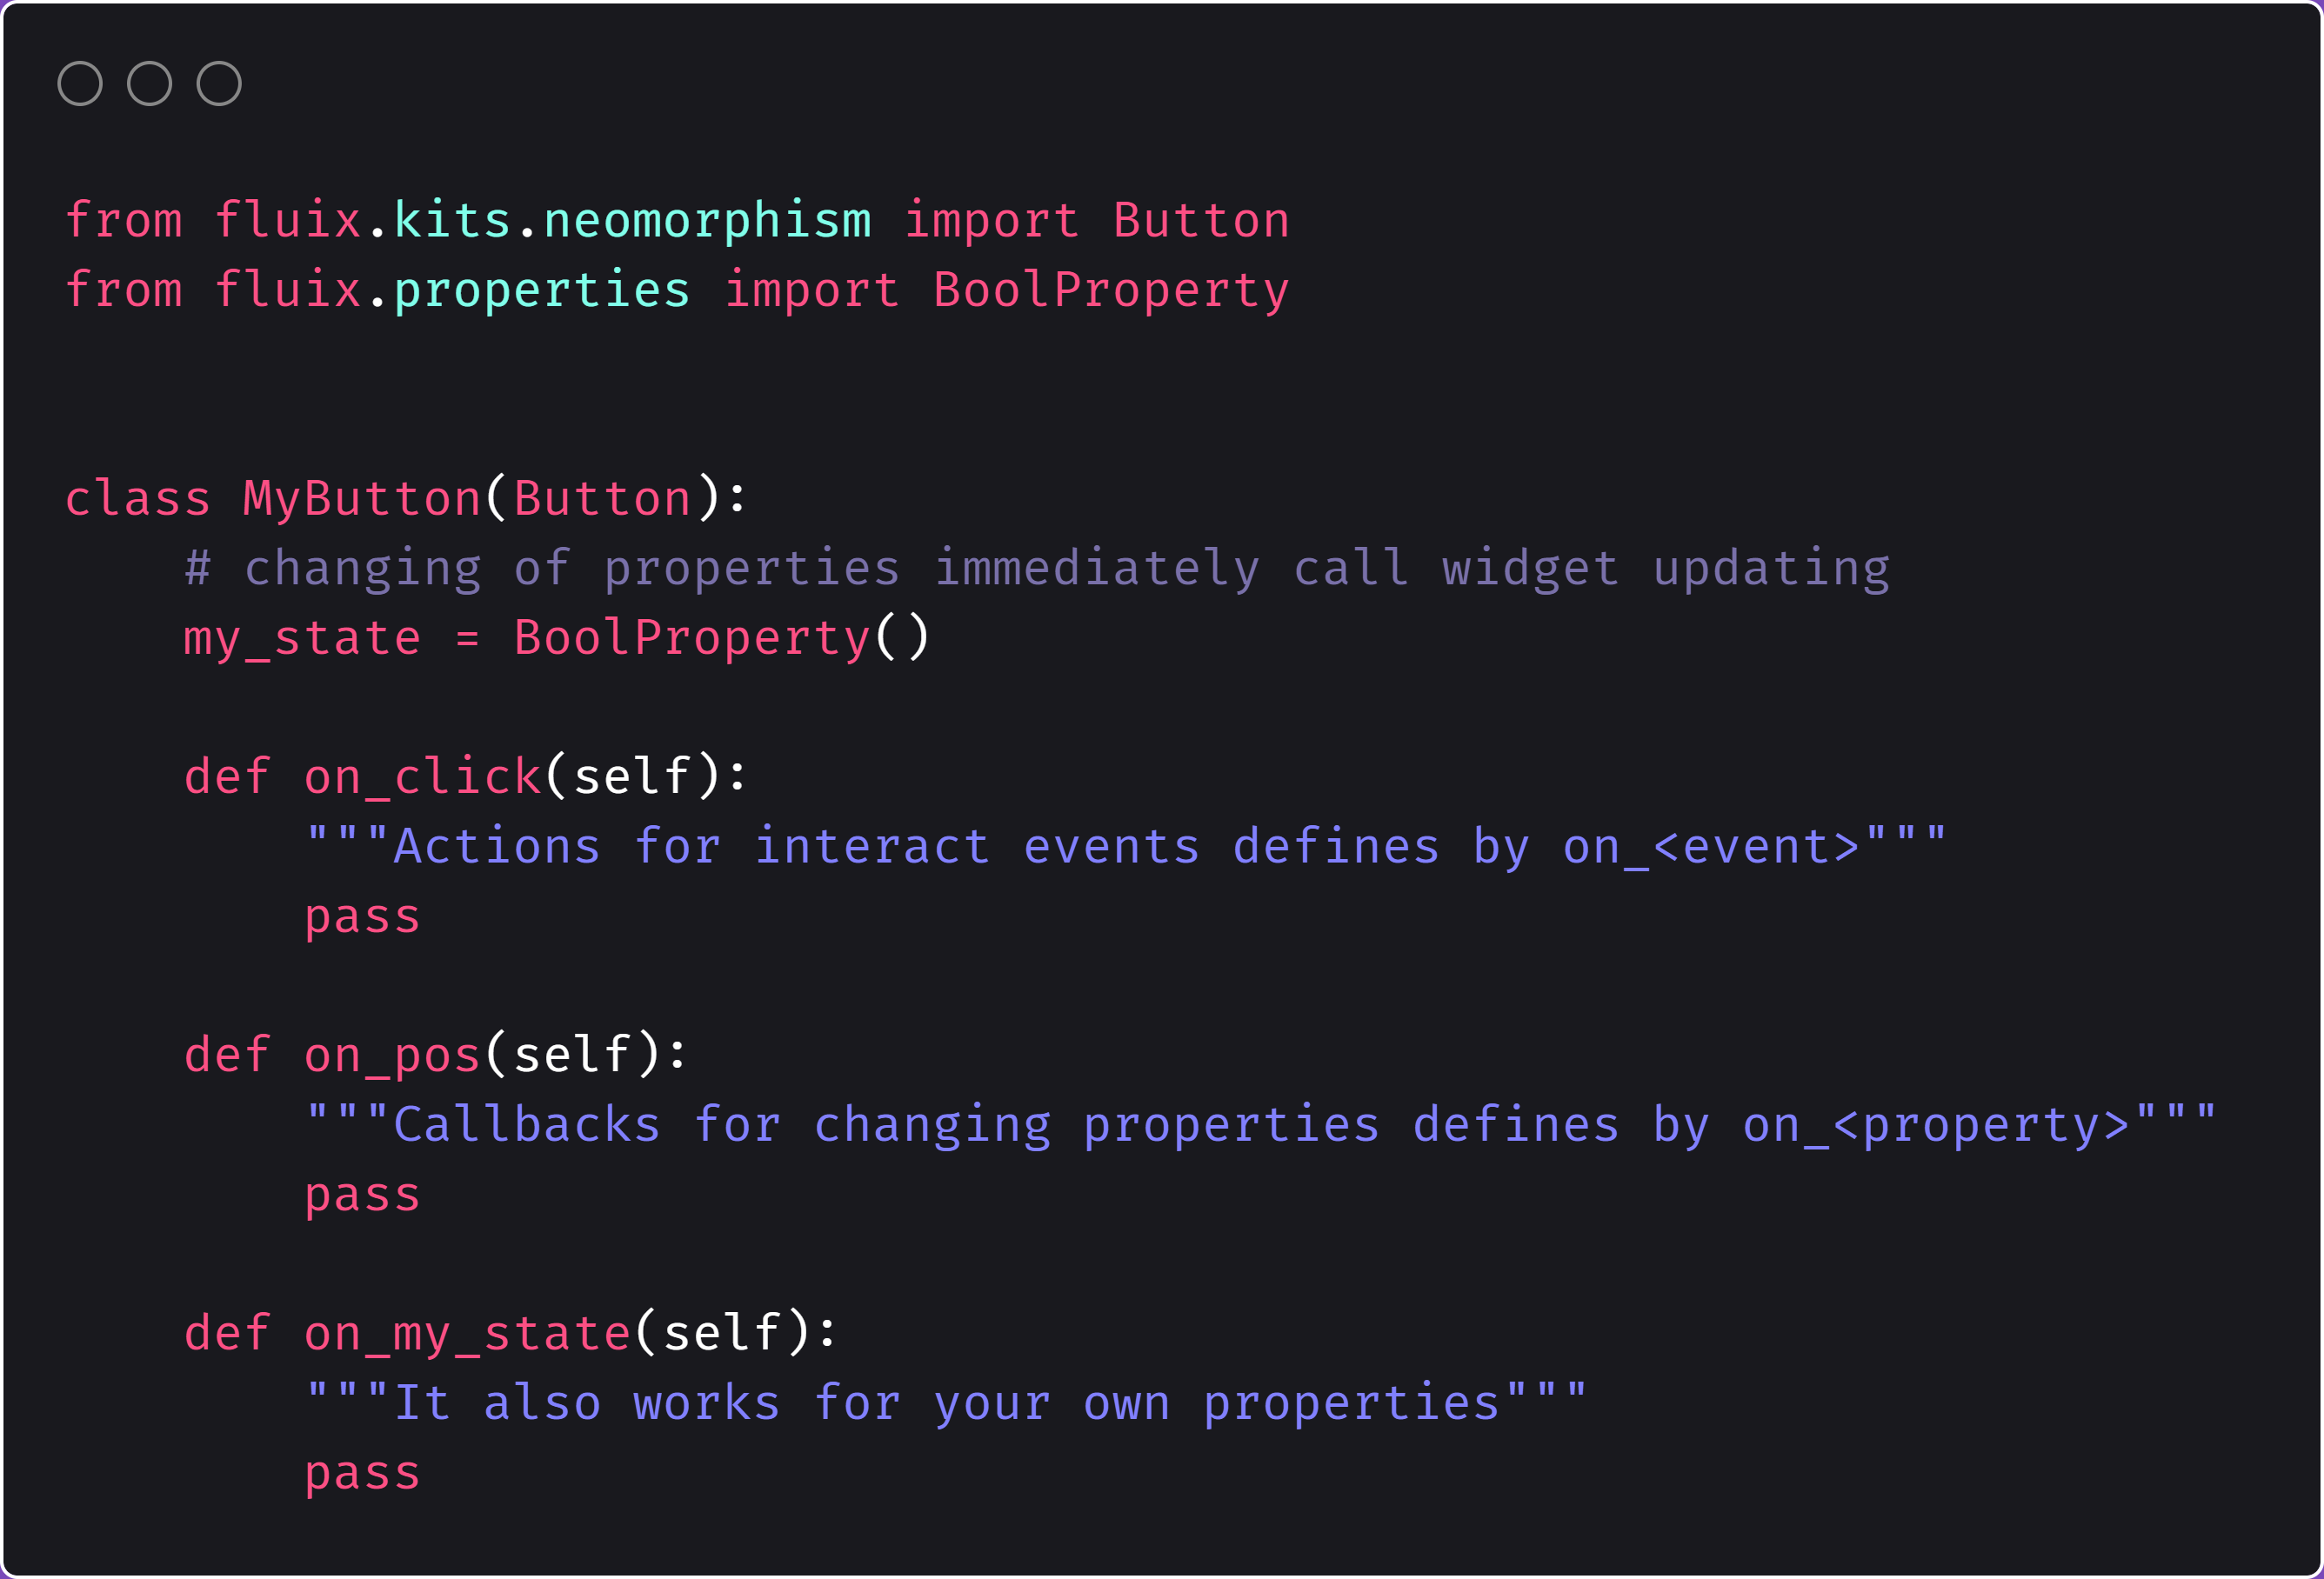 from fluix.kits.neomorphism import Button
from fluix.properties import BoolProperty
class MyButton(Button):
    # changing of properties immediately call widget updating
    my_state = BoolProperty()
    def on_click(self):
        """Actions for interact events defines by on_<event>"""
        pass
    def on_pos(self):
        """Callbacks for changing properties defines by on_<property>"""
        pass
    def on_my_state(self):
        """It also works for your own properties"""
        pass